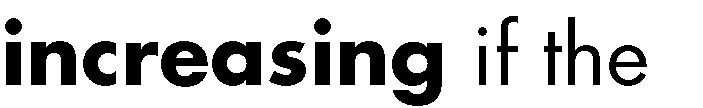 increasing if the